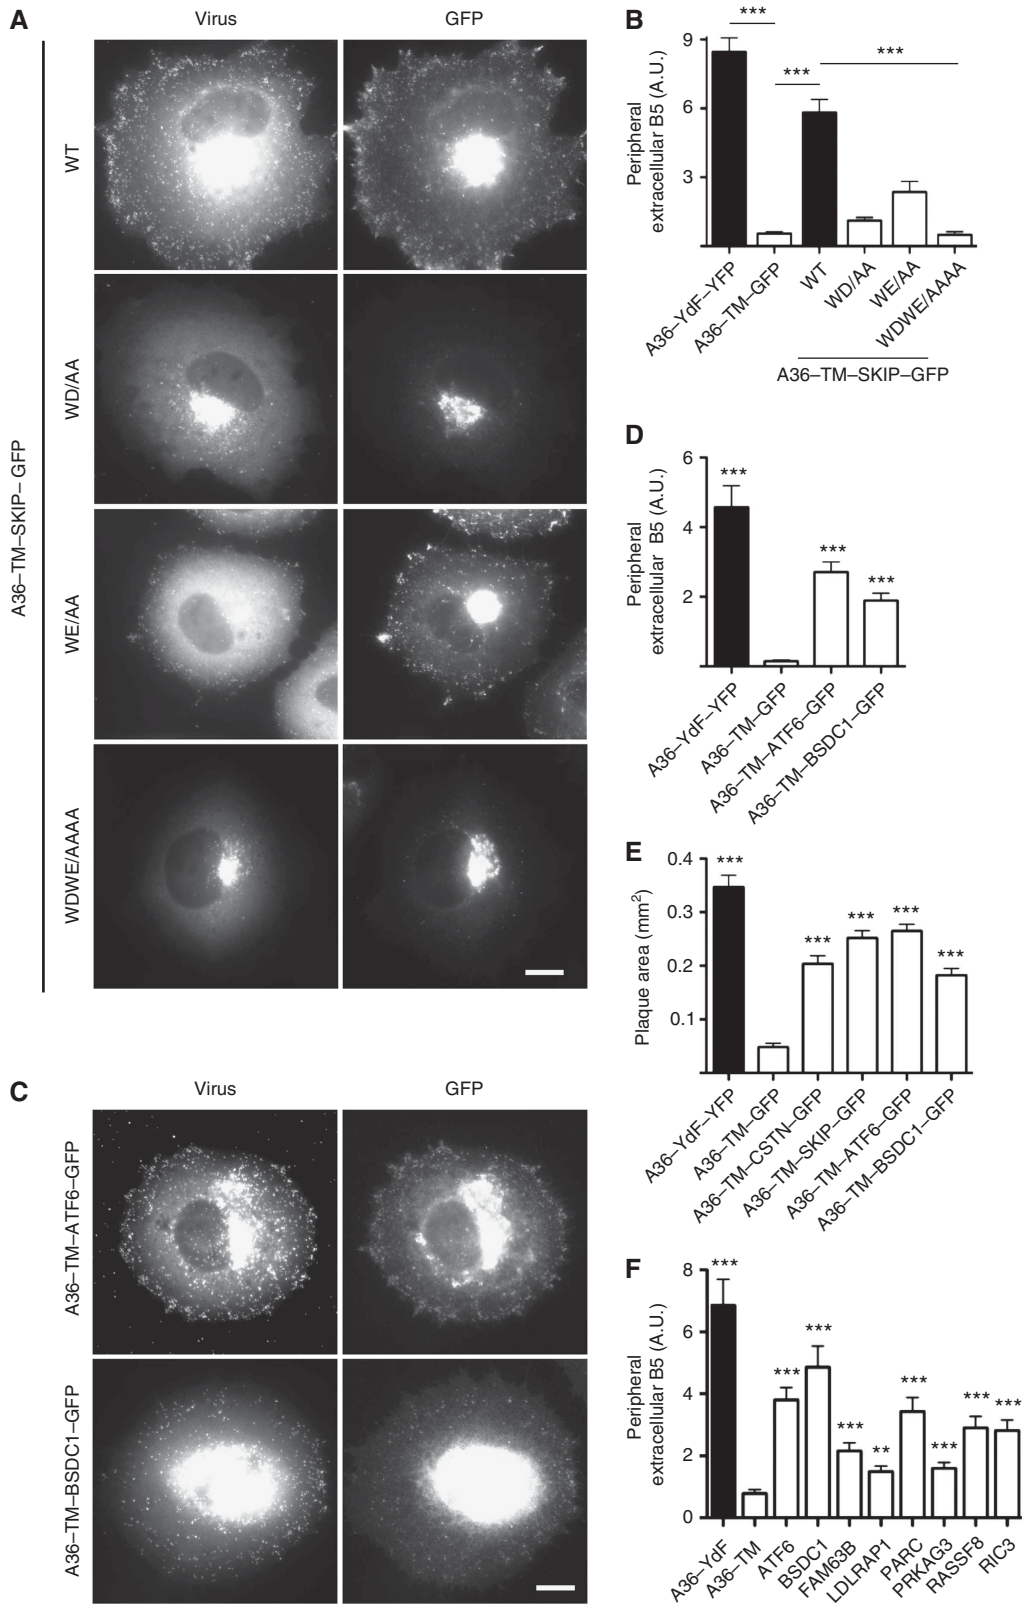 A
Virus
GFP
A36–TM–SKIP– GFP
WT
WD/AA
WE/AA
WDWE/AAAA
B
Peripheral
extracellular B5 (A.U.)
9
6
3
***
***
***
A36–YdF–YFP
A36–TM–GFP
WT
WD/AA
WE/AA
WDWE/AAAA
A36–TM–SKIP–GFP
C
Virus
GFP
A36–TM–ATF6–GFP
A36–TM–BSDC1–GFP
D
Peripheral
extracellular B5 (A.U.)
6
4
2
***
***
***
A36–YdF–YFP
A36–TM–GFP
A36–TM–ATF6–GFP
A36–TM–BSDC1–GFP
E
Plaque area (mm²)
0.4
0.3
0.2
0.1
***
***
***
***
***
A36–YdF–YFP
A36–TM–GFP
A36–TM–CSTN–GFP
A36–TM–SKIP–GFP
A36–TM–ATF6–GFP
A36–TM–BSDC1–GFP
F
Peripheral
extracellular B5 (A.U.)
8
6
4
2
0
***
***
***
***
**
***
***
***
***
A36–YdF
A36–TM
ATF6
BSDC1
FAM63B
LDLRAP1
PARC
PRKAG3
RASSF8
RIC3